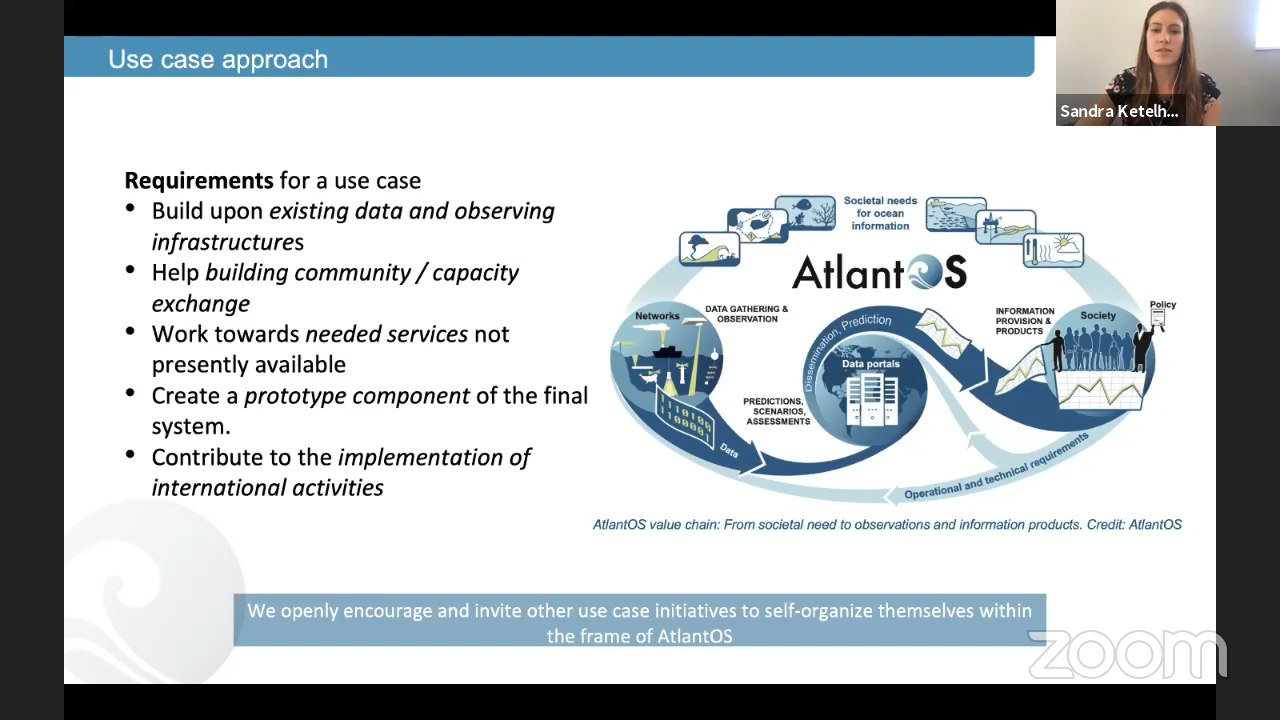 Use case approach
Sandra Ketelh...
Requirements for a use case
• Build upon existing data and observing
infrastructures
• Help building community / capacity
exchange
• Work towards needed services not
presently available
• Create a prototype component of the final
system.
• Contribute to the implementation of
international activities
Societal needs
for ocean
information
AtlantOS
Networks
DATA GATHERING &
OBSERVATION
Dissemination, Prediction
Data portals
INFORMATION
PROVISION &
PRODUCTS
Society
Policy
PREDICTIONS,
SCENARIOS,
ASSESSMENTS
1110100
110001
Data
Operational and technical requirements
AtlantOS value chain: From societal need to observations and information products. Credit: AtlantOS
We openly encourage and invite other use case initiatives to self-organize themselves within
the frame of AtlantOS
zoom